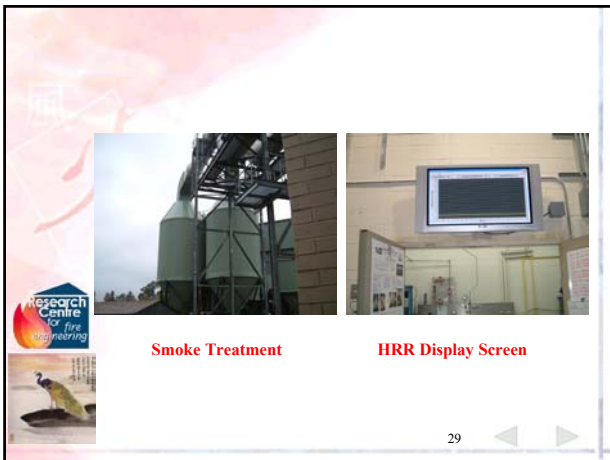 Research
Centre
for fire
engineering
Smoke Treatment
HRR Display Screen
29